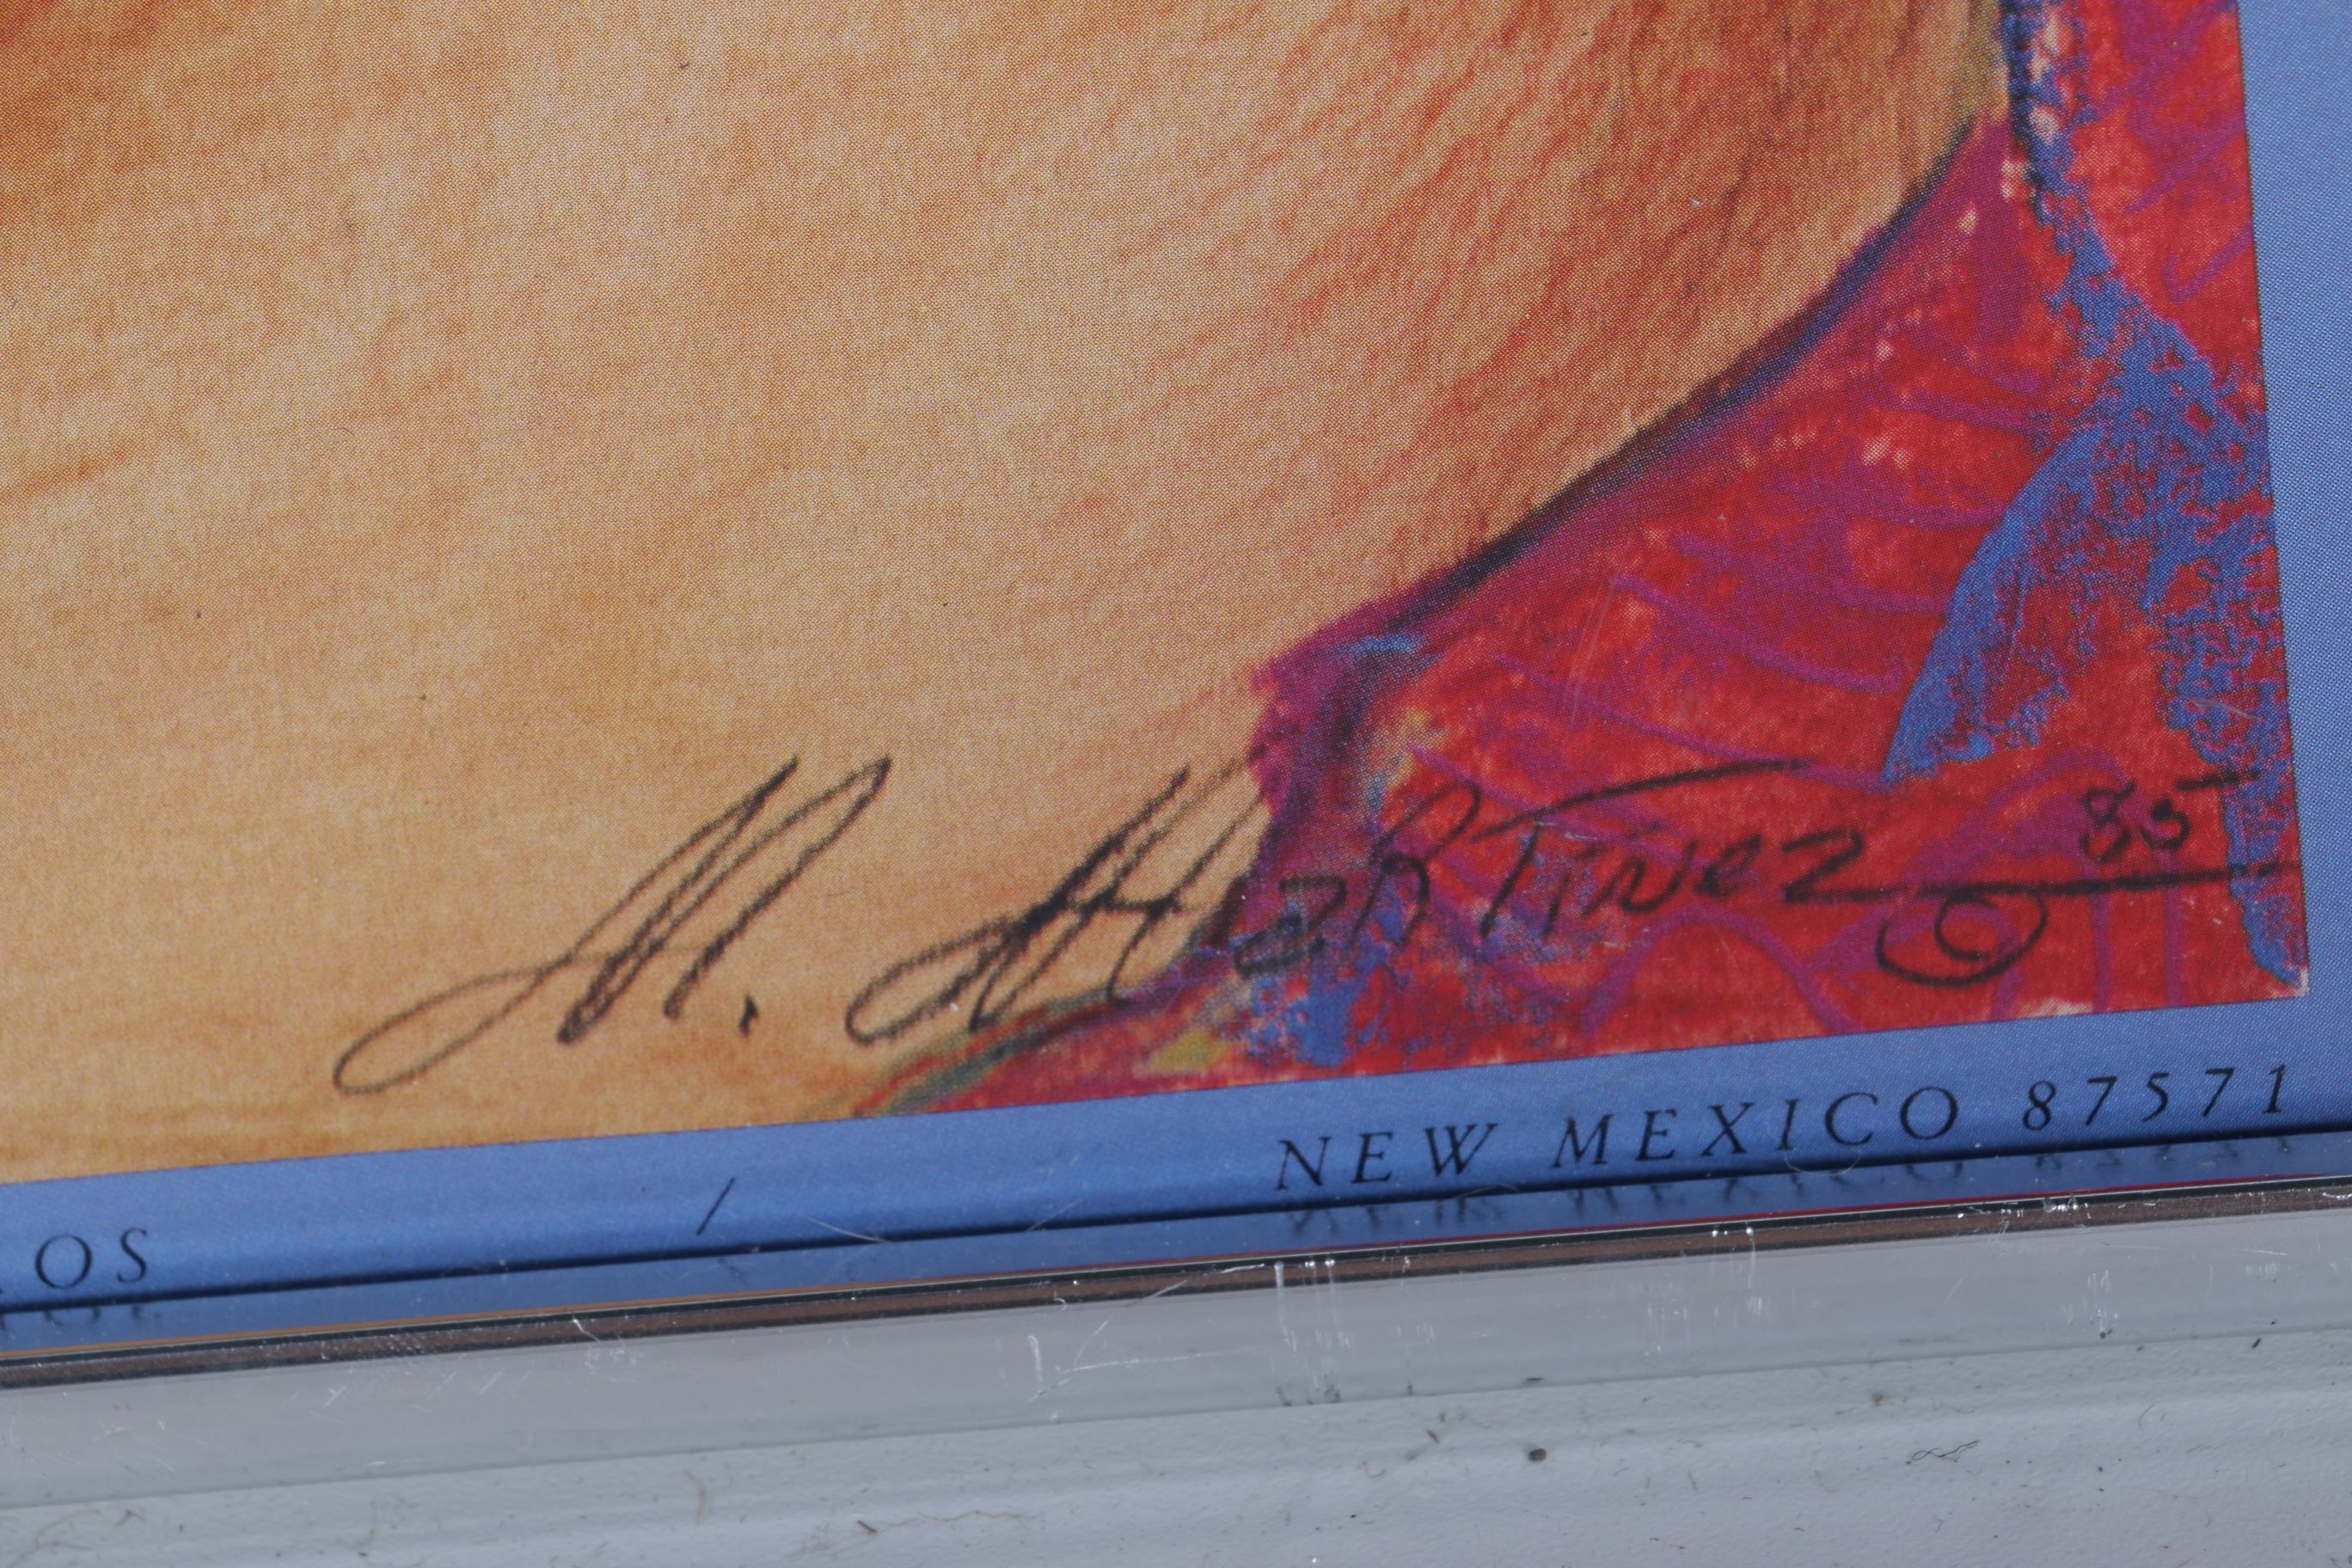 M. Martinez 85
OS / NEW MEXICO 87571